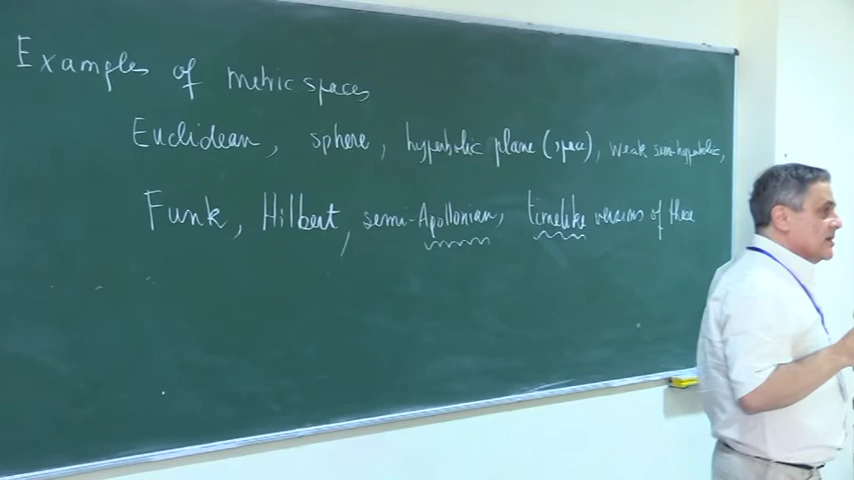 Examples of metric spaces
Euclidean, sphere, hyperbolic plane (space), weak semi-hyperbolic,
Funk, Hilbert, semi-Apollonian, timelike versions of these